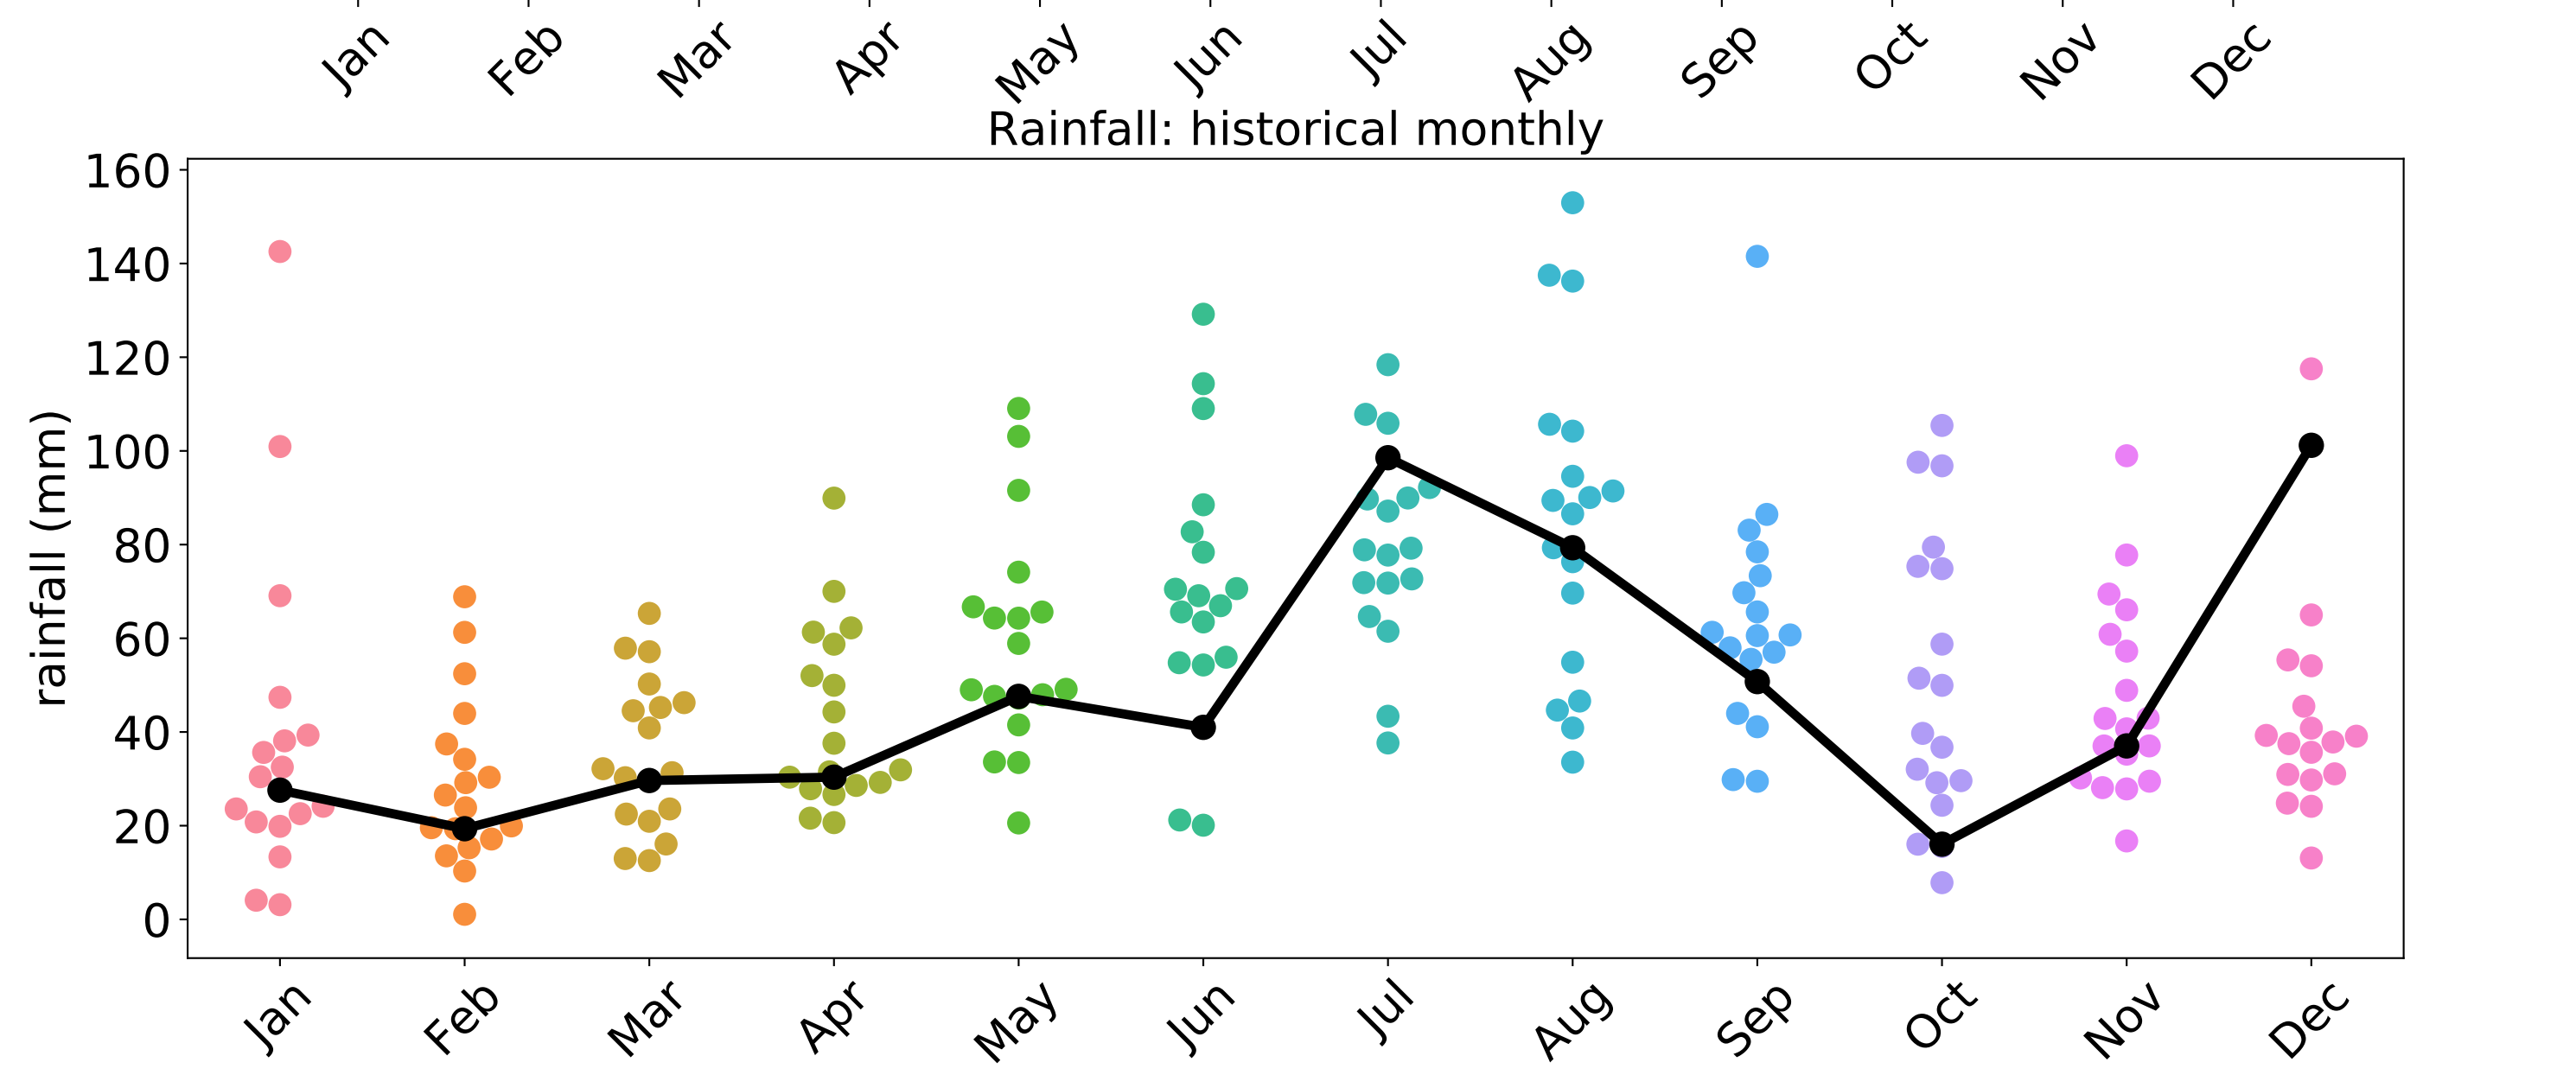 Jan Feb Mar Apr May Jun Jul Aug Sep Oct Nov Dec
Rainfall: historical monthly
160
140
120
100
80
60
40
20
0
rainfall (mm)
Jan Feb Mar Apr May Jun Jul Aug Sep Oct Nov Dec